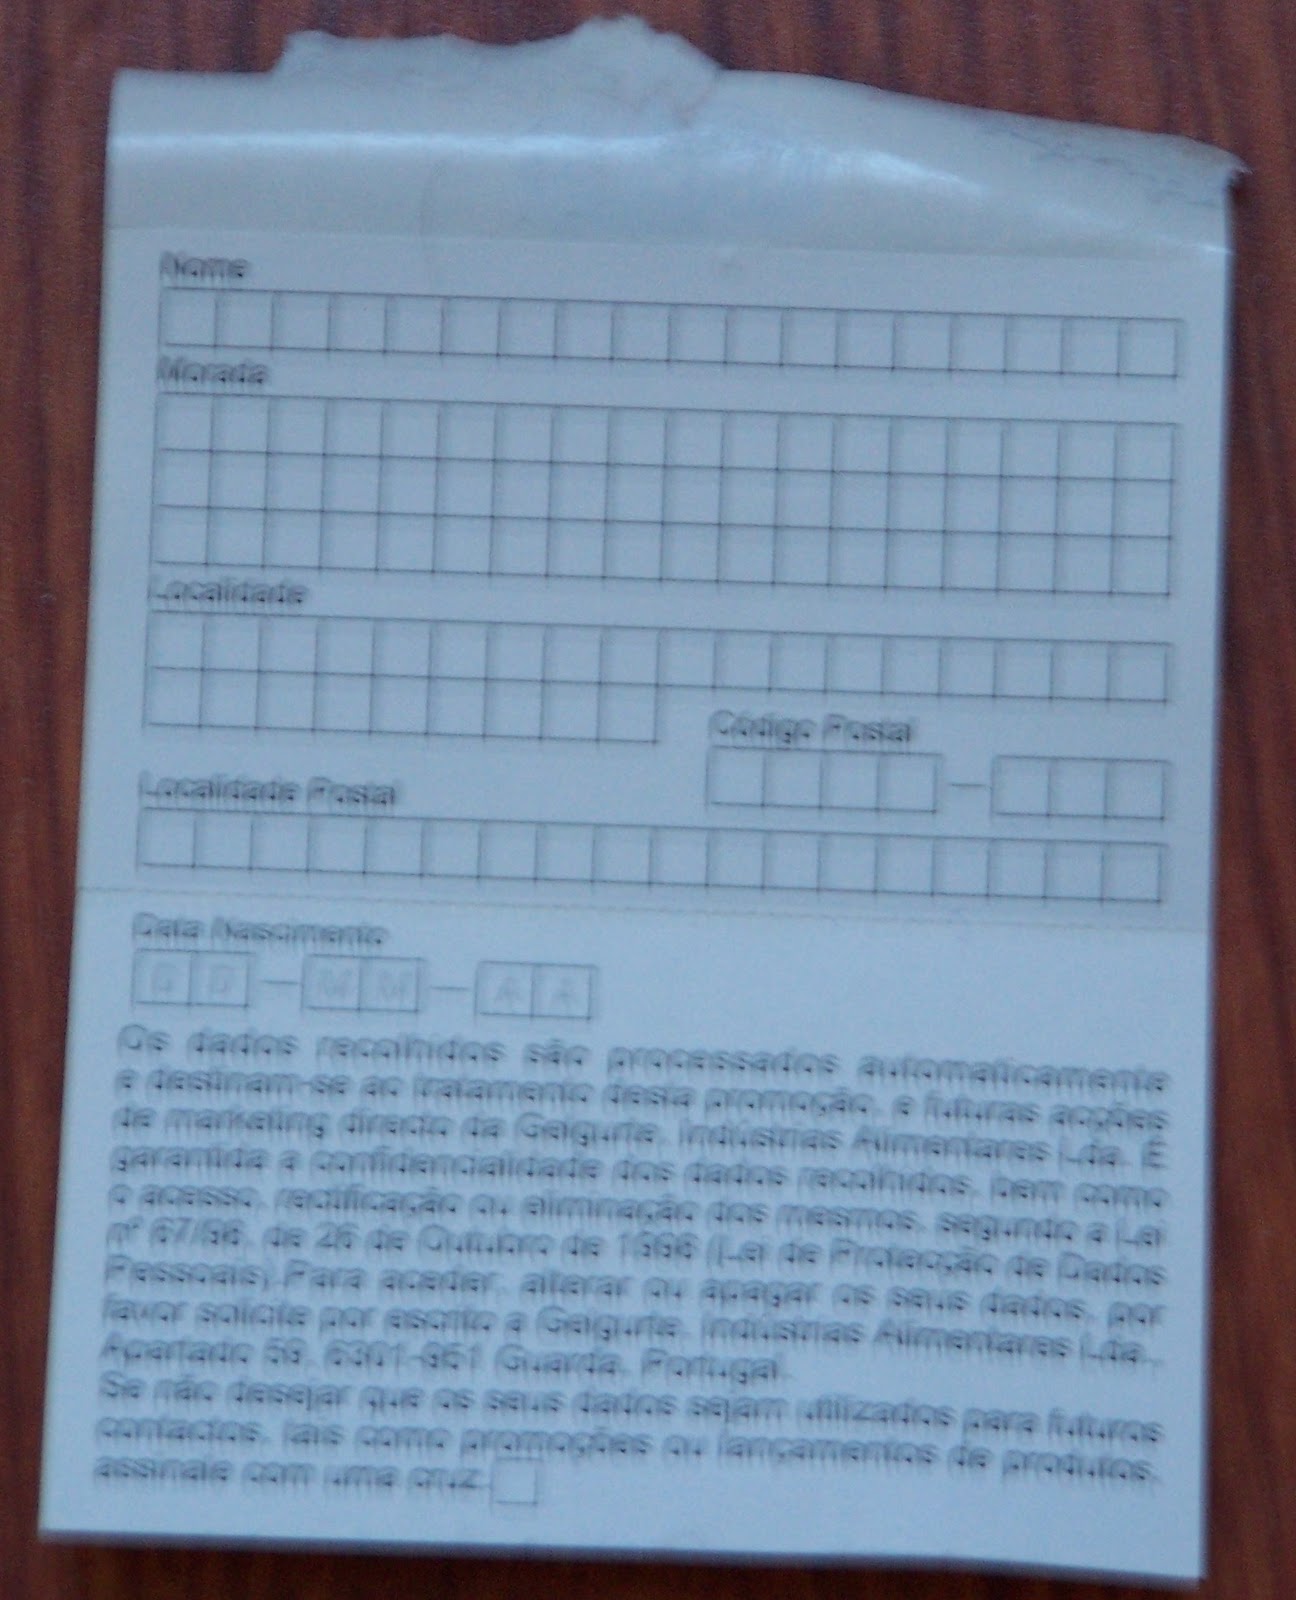 Nome
Morada
Localidade
Código Postal
—
Localidade Postal
Data Nascimento
D D — M M — A A
Os dados recolhidos são processados automaticamente
e destinam-se ao tratamento desta promoção, e futuras acções
de marketing directo da Gelgurte, Indústrias Alimentares Lda. É
garantida a confidencialidade dos dados recolhidos, bem como
o acesso, rectificação ou eliminação dos mesmos, segundo a Lei
nº 67/98, de 26 de Outubro de 1998 (Lei de Protecção de Dados
Pessoais).Para aceder, alterar ou apagar os seus dados, por
favor solicite por escrito a Gelgurte, Indústrias Alimentares Lda.,
Apartado 6301-951 Guarda, Portugal.
Se não desejar que os seus dados sejam utilizados para futuros
contactos, tais como promoções ou lançamentos de produtos,
assinale com uma cruz